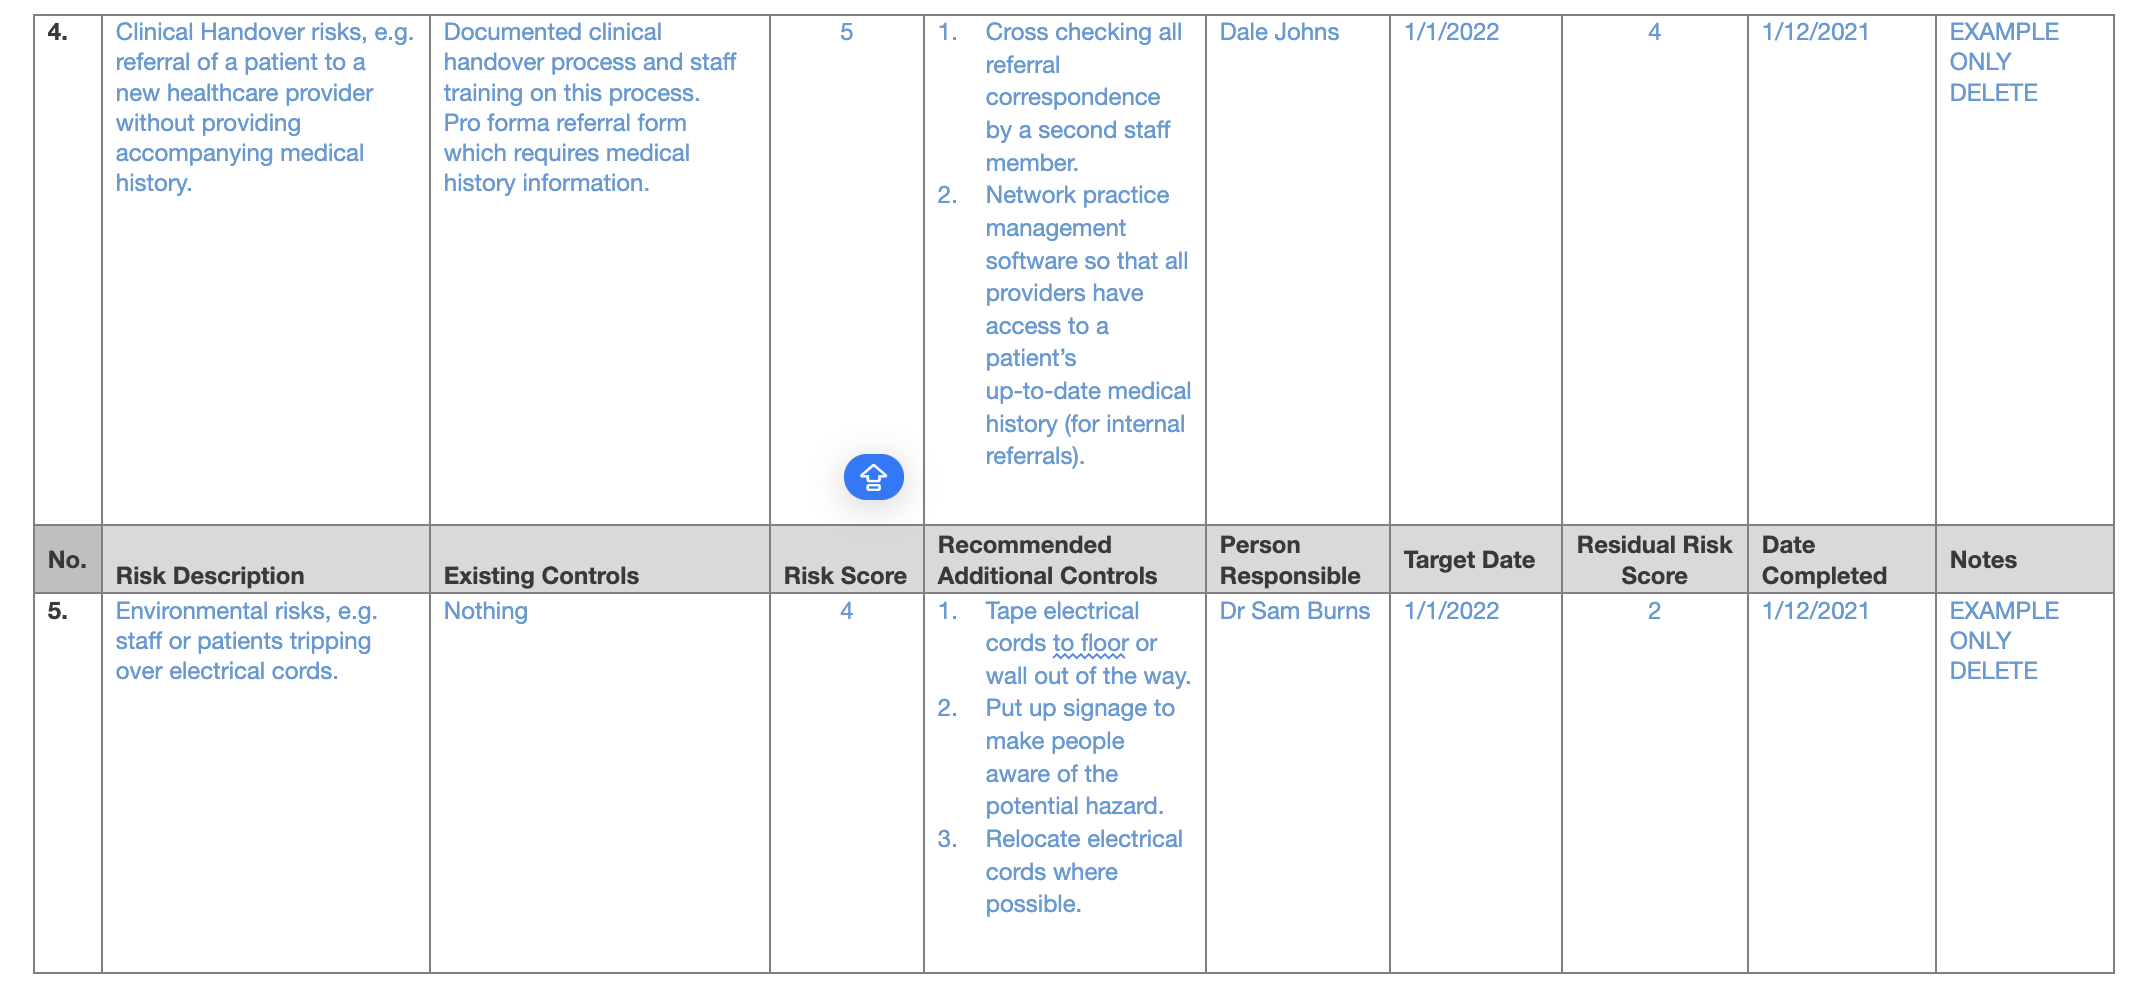 4.
Clinical Handover risks, e.g.
referral of a patient to a
new healthcare provider
without providing
accompanying medical
history.
Documented clinical
handover process and staff
training on this process.
Pro forma referral form
which requires medical
history information.
5
1. Cross checking all
referral
correspondence
by a second staff
member.
2. Network practice
management
software so that all
providers have
access to a
patient’s
up-to-date medical
history (for internal
referrals).
Dale Johns
1/1/2022
4
1/12/2021
EXAMPLE
ONLY
DELETE
No.
Risk Description
Existing Controls
Risk Score
Recommended
Additional Controls
Person
Responsible
Target Date
Residual Risk
Score
Date
Completed
Notes
5.
Environmental risks, e.g.
staff or patients tripping
over electrical cords.
Nothing
4
1. Tape electrical
cords to floor or
wall out of the way.
2. Put up signage to
make people
aware of the
potential hazard.
3. Relocate electrical
cords where
possible.
Dr Sam Burns
1/1/2022
2
1/12/2021
EXAMPLE
ONLY
DELETE